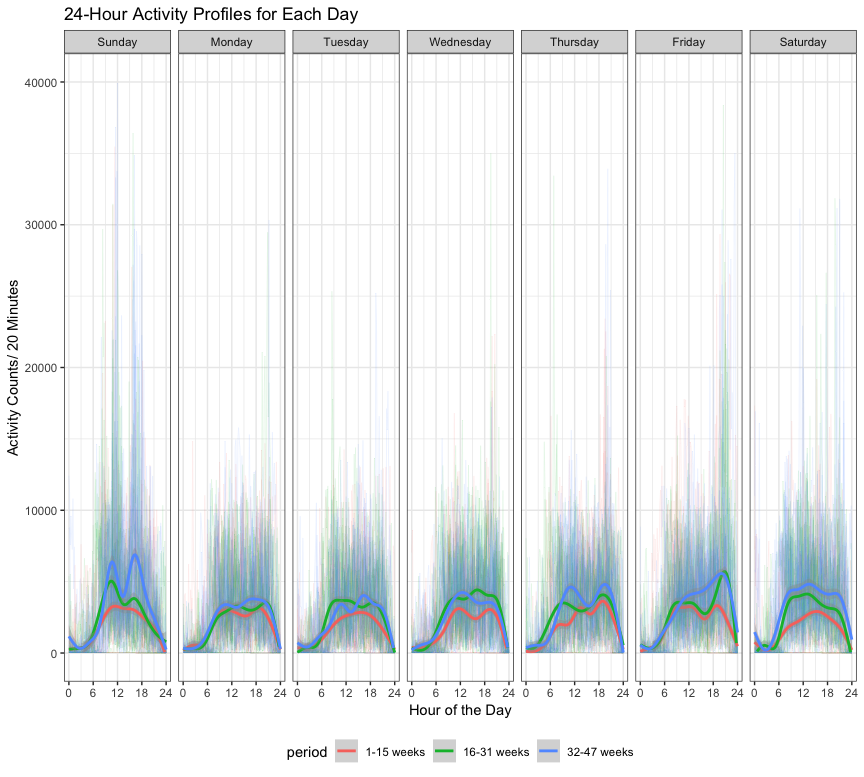 24-Hour Activity Profiles for Each Day
Sunday Monday Tuesday Wednesday Thursday Friday Saturday
40000
30000
20000
10000
0
Activity Counts/ 20 Minutes
0 6 12 18 24 0 6 12 18 24 0 6 12 18 24 0 6 12 18 24 0 6 12 18 24 0 6 12 18 24 0 6 12 18 24
Hour of the Day
period 1-15 weeks 16-31 weeks 32-47 weeks